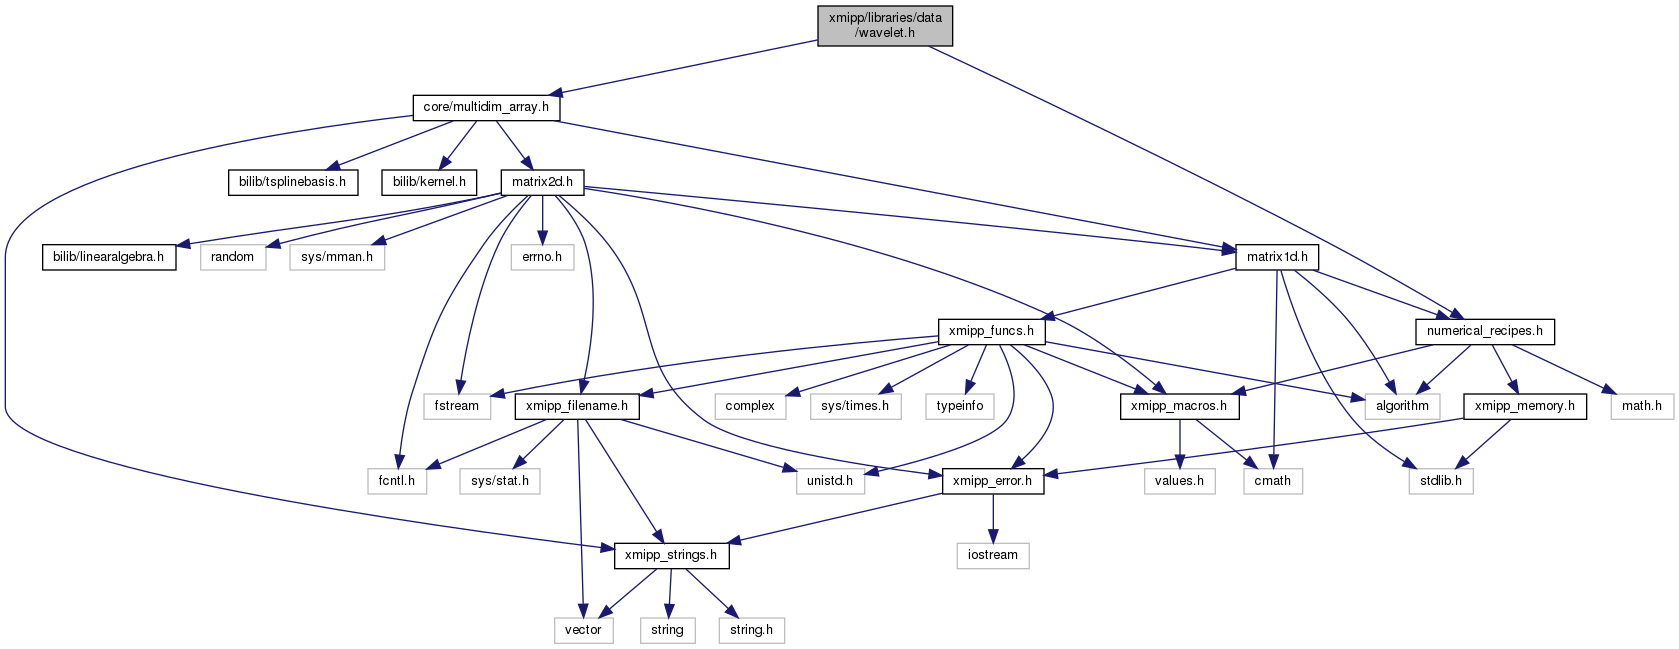 xmipp/libraries/data
/wavelet.h
core/multidim_array.h
bilib/tsplinebasis.h
bilib/kernel.h
matrix2d.h
bilib/linearalgebra.h
random
sys/mman.h
errno.h
matrix1d.h
xmipp_funcs.h
numerical_recipes.h
fstream
xmipp_filename.h
complex
sys/times.h
typeinfo
xmipp_macros.h
algorithm
xmipp_memory.h
math.h
fcntl.h
sys/stat.h
unistd.h
xmipp_error.h
values.h
cmath
stdlib.h
xmipp_strings.h
iostream
vector
string
string.h